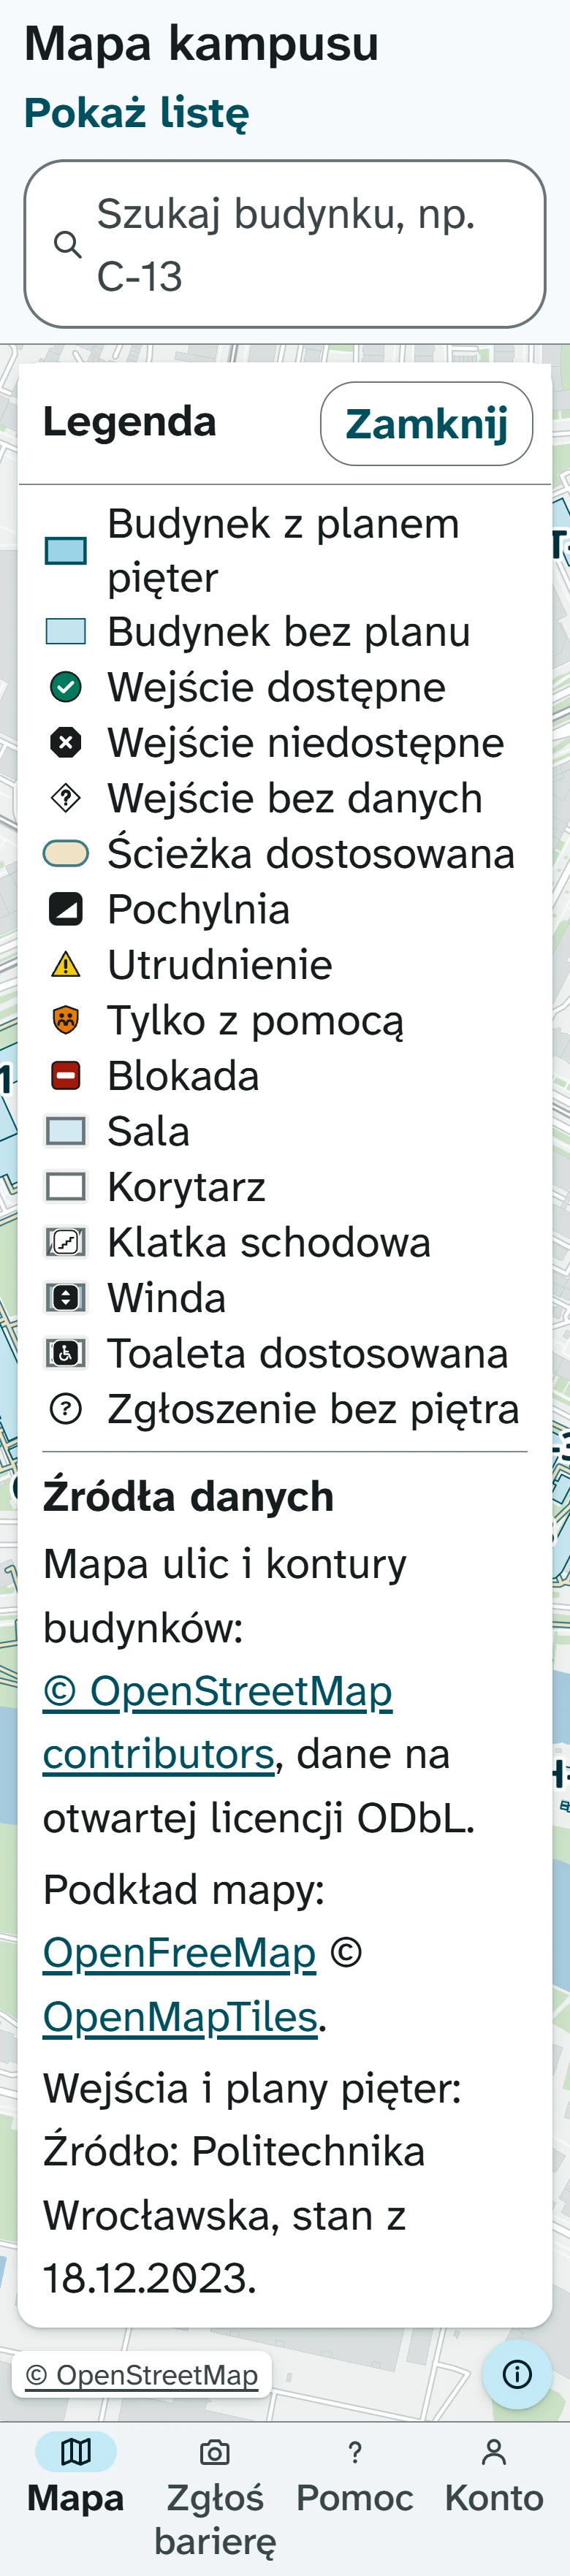 Mapa kampusu
Pokaż listę
Szukaj budynku, np.
C-13
Legenda
Zamknij
Budynek z planem
pięter
Budynek bez planu
Wejście dostępne
Wejście niedostępne
Wejście bez danych
Ścieżka dostosowana
Pochylnia
Utrudnienie
Tylko z pomocą
Blokada
Sala
Korytarz
Klatka schodowa
Winda
Toaleta dostosowana
Zgłoszenie bez piętra
Źródła danych
Mapa ulic i kontury
budynków:
© OpenStreetMap
contributors, dane na
otwartej licencji ODbL.
Podkład mapy:
OpenFreeMap ©
OpenMapTiles.
Wejścia i plany pięter:
Źródło: Politechnika
Wrocławska, stan z
18.12.2023.
© OpenStreetMap
Mapa
Zgłoś
barierę
Pomoc
Konto